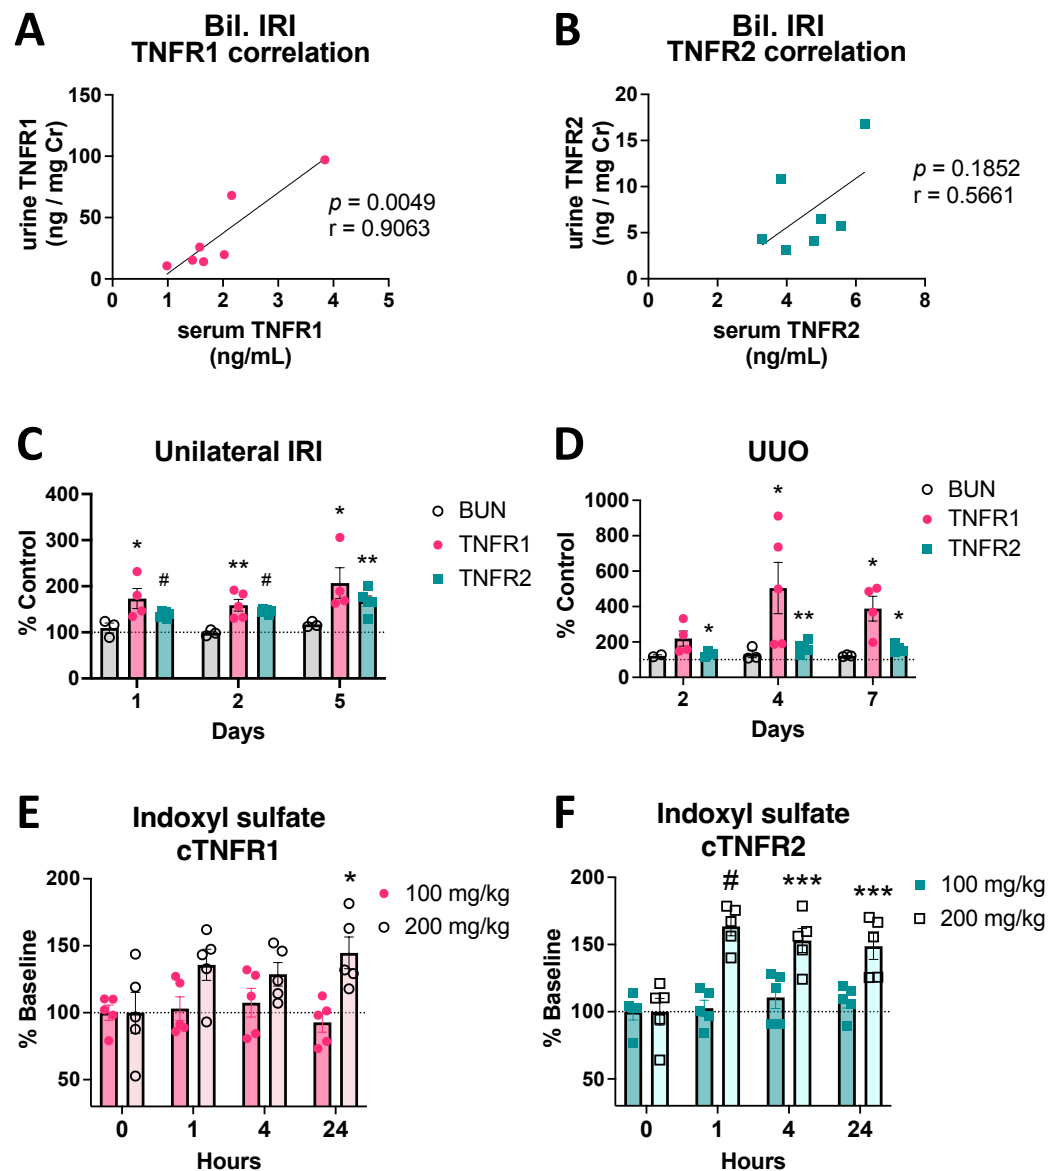 A
Bil. IRI
TNFR1 correlation
urine TNFR1
(ng / mg Cr)
150
100
50
0
0 1 2 3 4 5
p = 0.0049
r = 0.9063
serum TNFR1
(ng/mL)
B
Bil. IRI
TNFR2 correlation
urine TNFR2
(ng / mg Cr)
20
15
10
5
0
0 2 4 6 8
p = 0.1852
r = 0.5661
serum TNFR2
(ng/mL)
C
Unilateral IRI
% Control
400
300
200
100
0
* # ** # * **
1 2 5
Days
BUN
TNFR1
TNFR2
D
UUO
% Control
1000
800
600
400
200
0
* * ** * *
2 4 7
Days
BUN
TNFR1
TNFR2
E
Indoxyl sulfate
cTNFR1
% Baseline
200
150
100
50
*
0 1 4 24
Hours
100 mg/kg
200 mg/kg
F
Indoxyl sulfate
cTNFR2
% Baseline
200
150
100
50
# *** ***
0 1 4 24
Hours
100 mg/kg
200 mg/kg